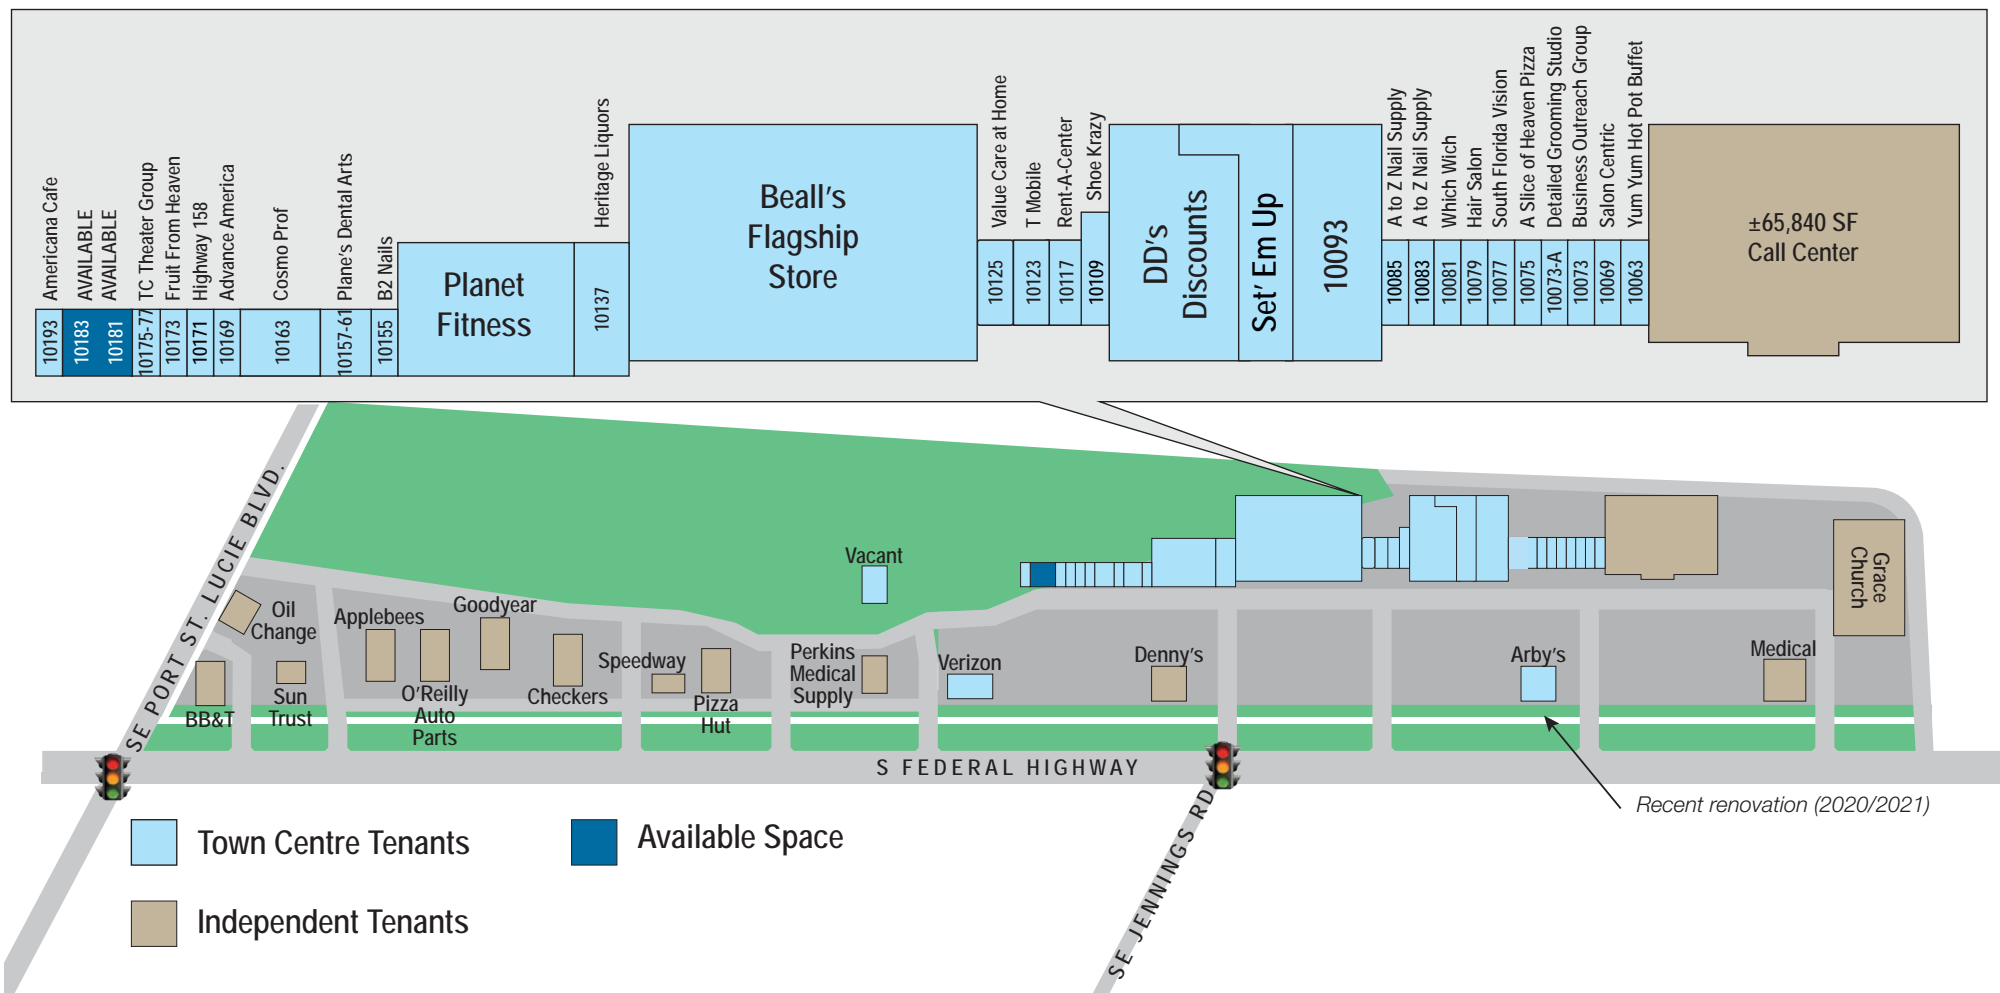 Americana Cafe
AVAILABLE
AVAILABLE
TC Theater Group
Fruit From Heaven
Highway 158
Advance America
Cosmo Prof
Plane's Dental Arts
B2 Nails
Heritage Liquors
Value Care at Home
T Mobile
Rent-A-Center
Shoe Krazy
A to Z Nail Supply
A to Z Nail Supply
Which Wich
Hair Salon
South Florida Vision
A Slice of Heaven Pizza
Detailed Grooming Studio
Business Outreach Group
Salon Centric
Yum Yum Hot Pot Buffet
10193
10183
10181
10175-77
10173
10171
10169
10163
10157-61
10155
Planet
Fitness
10137
Beall's
Flagship
Store
10125
10123
10117
10109
DD's
Discounts
Set' Em Up
10093
10085
10083
10081
10079
10077
10075
10073-A
10073
10069
10063
±65,840 SF
Call Center
SE PORT ST. LUCIE BLVD.
Vacant
Grace
Church
Oil
Change
Applebees
Goodyear
Speedway
Perkins
Medical
Supply
Verizon
Denny's
Arby's
Medical
BB&T
Sun
Trust
O'Reilly
Auto
Parts
Checkers
Pizza
Hut
S FEDERAL HIGHWAY
SE JENNINGS RD
Recent renovation (2020/2021)
Town Centre Tenants
Available Space
Independent Tenants